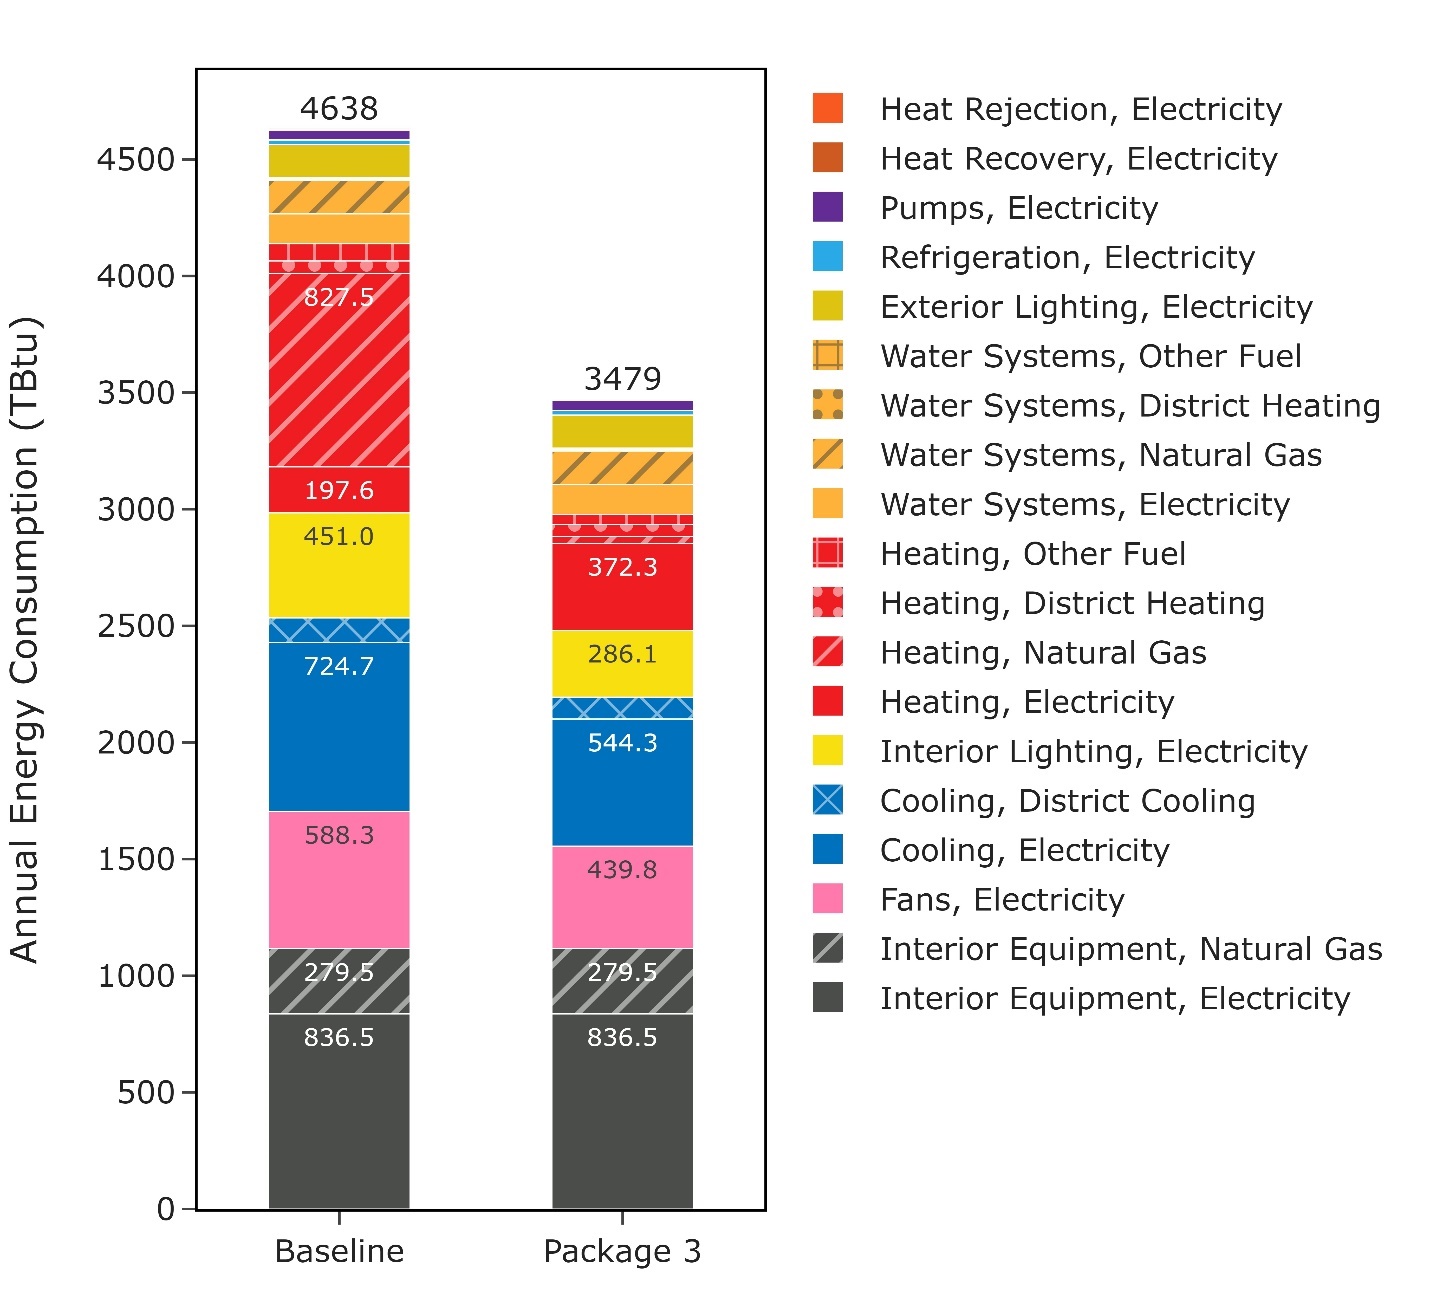 Annual Energy Consumption (TBtu)
4500
4000
3500
3000
2500
2000
1500
1000
500
0
4638
827.5
197.6
451.0
724.7
588.3
279.5
836.5
Baseline
3479
372.3
286.1
544.3
439.8
279.5
836.5
Package 3
Heat Rejection, Electricity
Heat Recovery, Electricity
Pumps, Electricity
Refrigeration, Electricity
Exterior Lighting, Electricity
Water Systems, Other Fuel
Water Systems, District Heating
Water Systems, Natural Gas
Water Systems, Electricity
Heating, Other Fuel
Heating, District Heating
Heating, Natural Gas
Heating, Electricity
Interior Lighting, Electricity
Cooling, District Cooling
Cooling, Electricity
Fans, Electricity
Interior Equipment, Natural Gas
Interior Equipment, Electricity